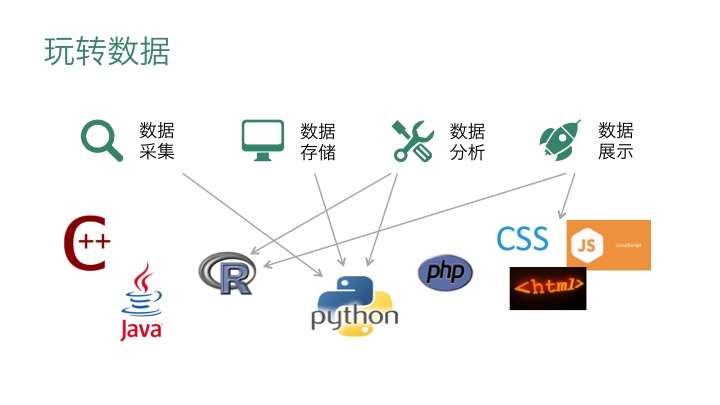 玩转数据
数据
采集
数据
存储
数据
分析
数据
展示
C++
Java
R
python
php
CSS
JS
JavaScript
<html>